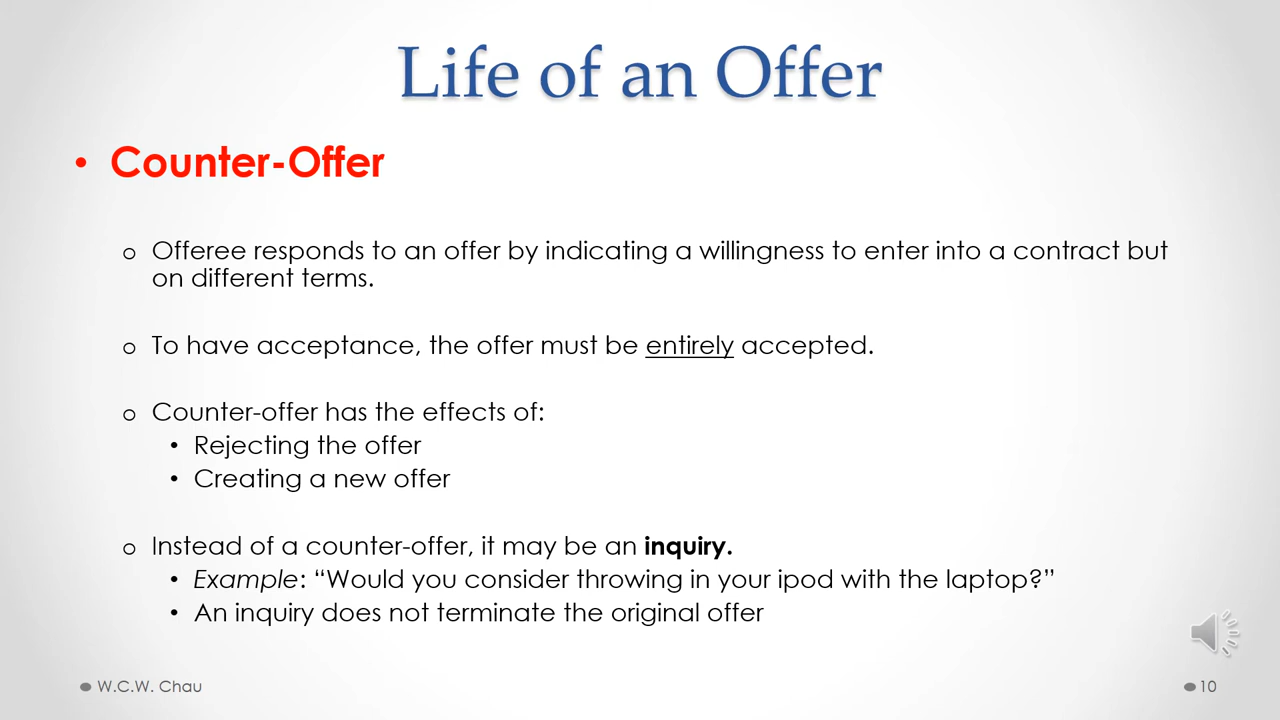 Life of an Offer
• Counter-Offer
o Offeree responds to an offer by indicating a willingness to enter into a contract but
on different terms.
o To have acceptance, the offer must be entirely accepted.
o Counter-offer has the effects of:
• Rejecting the offer
• Creating a new offer
o Instead of a counter-offer, it may be an inquiry.
• Example: “Would you consider throwing in your ipod with the laptop?”
• An inquiry does not terminate the original offer
● W.C.W. Chau
● 10